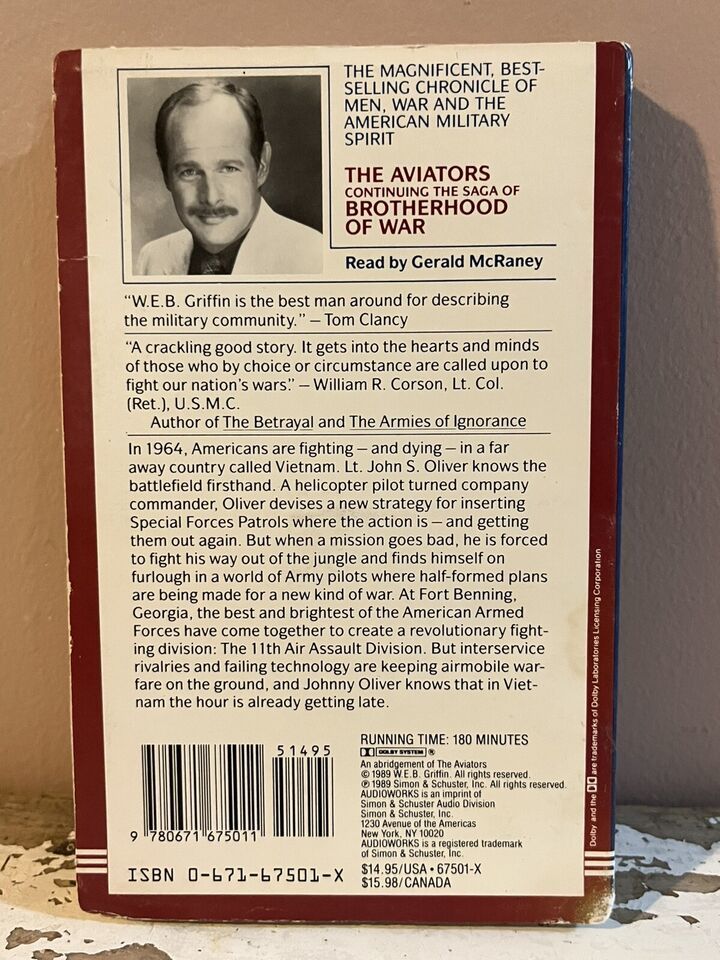 THE MAGNIFICENT, BEST-
SELLING CHRONICLE OF
MEN, WAR AND THE
AMERICAN MILITARY
SPIRIT
THE AVIATORS
CONTINUING THE SAGA OF
BROTHERHOOD
OF WAR
Read by Gerald McRaney
“W.E.B. Griffin is the best man around for describing
the military community.” — Tom Clancy
“A crackling good story. It gets into the hearts and minds
of those who by choice or circumstance are called upon to
fight our nation’s wars.” — William R. Corson, Lt. Col.
(Ret.), U.S.M.C.
Author of The Betrayal and The Armies of Ignorance
In 1964, Americans are fighting — and dying — in a far
away country called Vietnam. Lt. John S. Oliver knows the
battlefield firsthand. A helicopter pilot turned company
commander, Oliver devises a new strategy for inserting
Special Forces Patrols where the action is — and getting
them out again. But when a mission goes bad, he is forced
to fight his way out of the jungle and finds himself on
furlough in a world of Army pilots where half-formed plans
are being made for a new kind of war. At Fort Benning,
Georgia, the best and brightest of the American Armed
Forces have come together to create a revolutionary fight-
ing division: The 11th Air Assault Division. But interservice
rivalries and failing technology are keeping airmobile war-
fare on the ground, and Johnny Oliver knows that in Viet-
nam the hour is already getting late.
51495
9 780671 675011
ISBN 0-671-67501-X
RUNNING TIME: 180 MINUTES
DOLBY SYSTEM ®
An abridgement of The Aviators
© 1989 W.E.B. Griffin. All rights reserved.
℗ 1989 Simon & Schuster, Inc. All rights reserved.
AUDIOWORKS is an imprint of
Simon & Schuster Audio Division
Simon & Schuster, Inc.
1230 Avenue of the Americas
New York, NY 10020
AUDIOWORKS is a registered trademark
of Simon & Schuster, Inc.
$14.95/USA • 67501-X
$15.98/CANADA
Dolby and the DD are trademarks of Dolby Laboratories Licensing Corporation